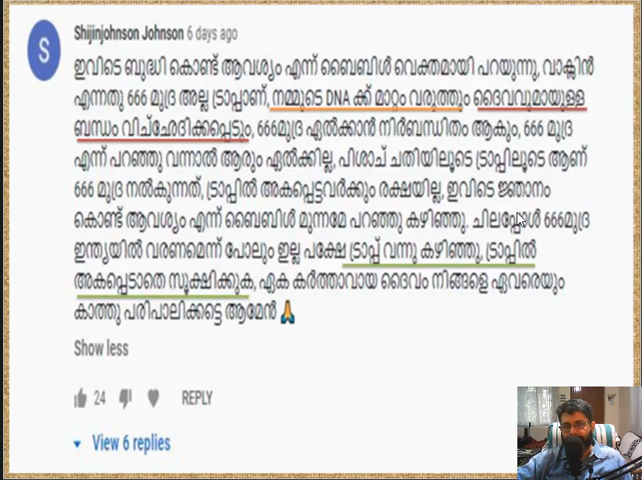 S
Shijinjohnson Johnson 6 days ago
ഇവിടെ ബുദ്ധി കൊണ്ട് ആവശ്യം എന്ന് ബൈബിൾ വെക്തമായി പറയുന്നു, വാക്സിൻ
എന്നതു 666 മുദ്ര അല്ല ട്രാപ്പാണ്, നമ്മുടെ DNA ക്ക് മാറ്റം വരുത്തും ദൈവവുമായുള്ള
ബന്ധം വിച്ഛേദിക്കപ്പെടും, 666മുദ്ര ഏൽക്കാൻ നിർബന്ധിതം ആകും, 666 മുദ്ര
എന്ന് പറഞ്ഞു വന്നാൽ ആരും ഏൽക്കില്ല, പിശാച് ചതിയിലൂടെ ട്രാപ്പിലൂടെ ആണ്
666 മുദ്ര നൽകുന്നത്, ട്രാപ്പിൽ അകപ്പെട്ടവർക്കും രക്ഷയില്ല, ഇവിടെ ജ്ഞാനം
കൊണ്ട് ആവശ്യം എന്ന് ബൈബിൾ മുന്നമേ പറഞ്ഞു കഴിഞ്ഞു. ചിലപ്പോൾ 666മുദ്ര
ഇന്ത്യയിൽ വരണമെന്ന് പോലും ഇല്ല പക്ഷേ ട്രാപ്പ് വന്നു കഴിഞ്ഞു, ട്രാപ്പിൽ
അകപ്പെടാതെ സൂക്ഷിക്കുക, ഏക കർത്താവായ ദൈവം നിങ്ങളെ ഏവരെയും
കാത്തു പരിപാലിക്കട്ടെ ആമേൻ 🙏
Show less
24 REPLY
View 6 replies